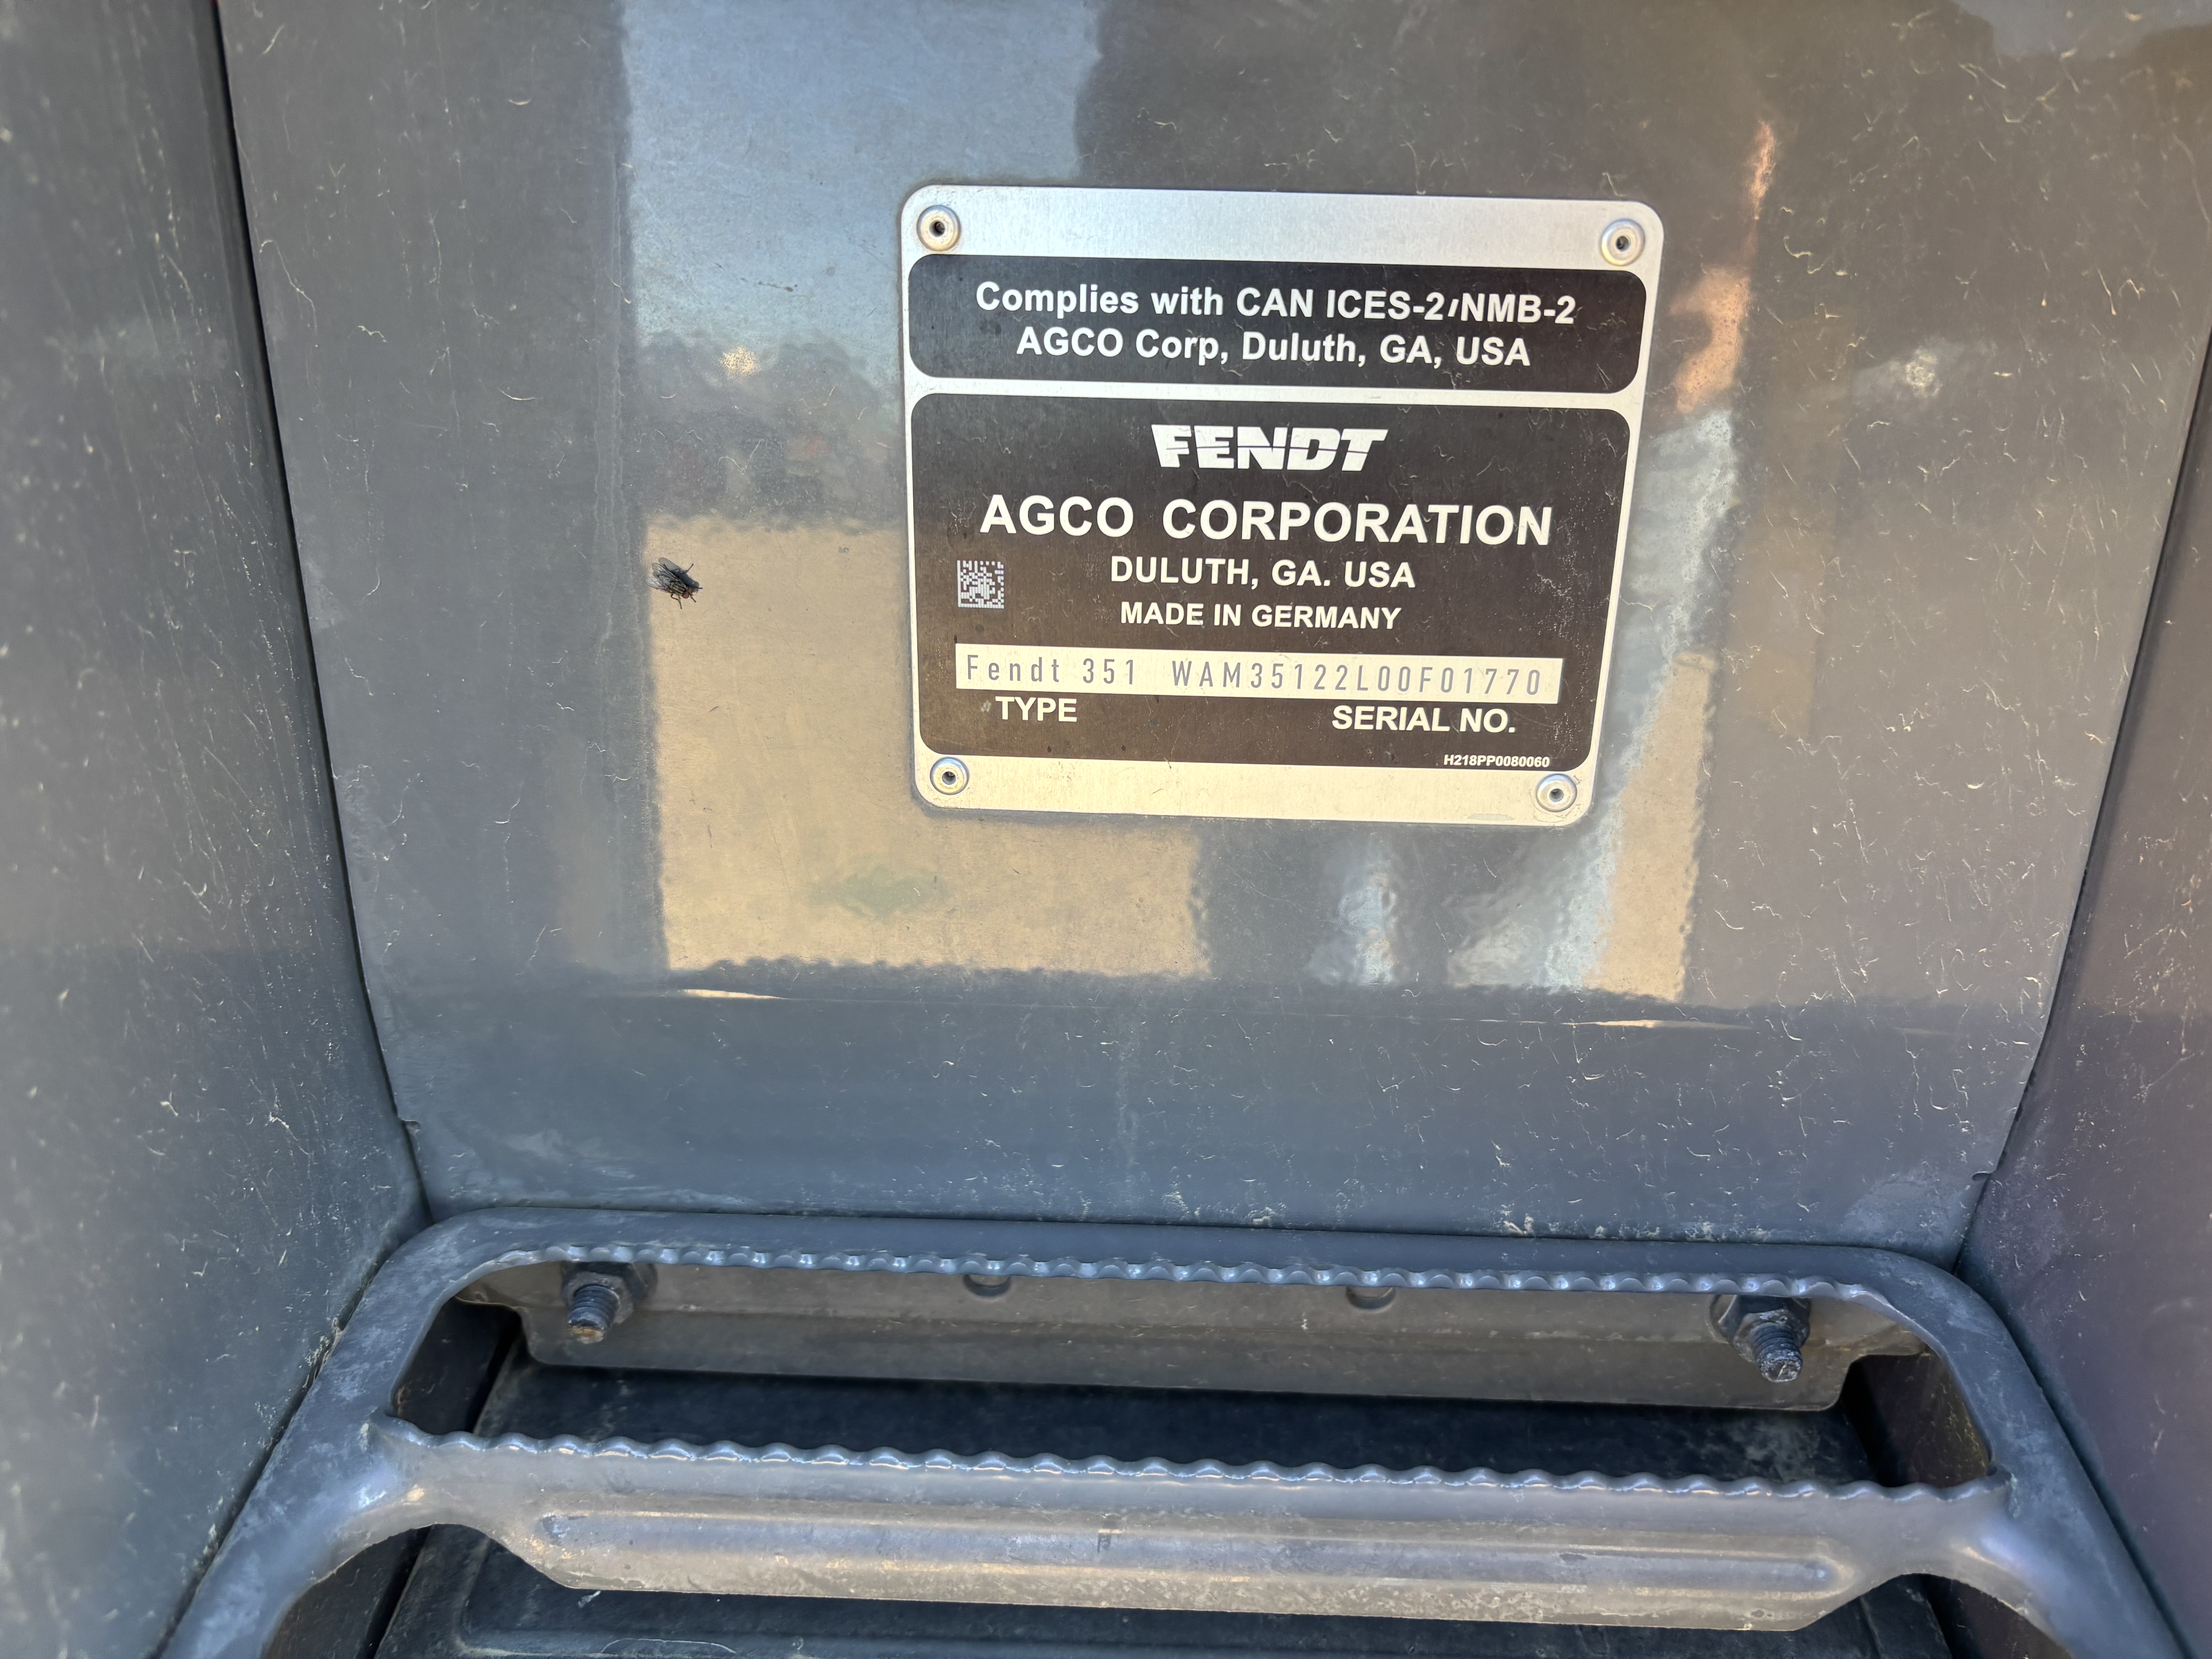 Complies with CAN ICES-2/NMB-2
AGCO Corp, Duluth, GA, USA
FENDT
AGCO CORPORATION
DULUTH, GA. USA
MADE IN GERMANY
Fendt 351 WAM35122L00F01770
TYPE SERIAL NO.
H218PP0080060